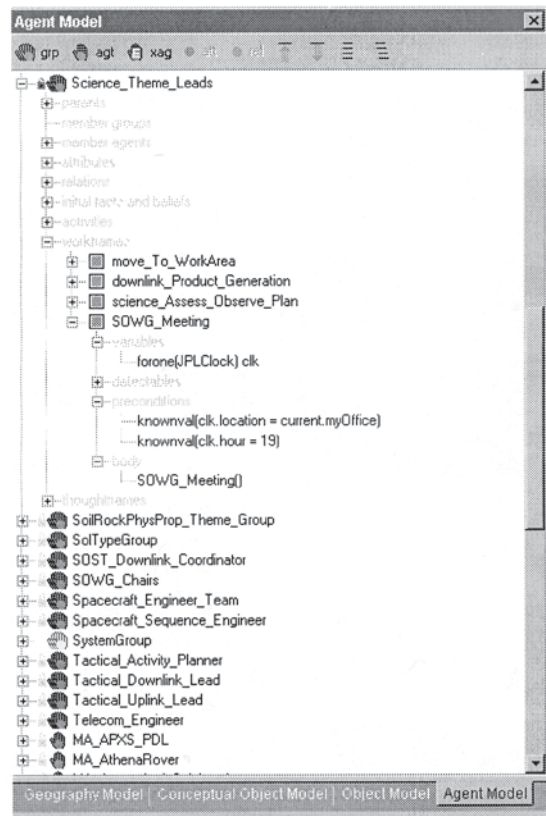 Agent Model
grp agt xag
Science_Theme_Leads
parents
member groups
member agents
attributes
relations
initial facts and beliefs
activities
workframes
move_To_WorkArea
downlink_Product_Generation
science_Assess_Observe_Plan
SOWG_Meeting
variables
forone(JPLClock) clk
detectables
preconditions
knownval(clk.location = current.myOffice)
knownval(clk.hour = 19)
body
SOWG_Meeting()
thoughtframes
SoilRockPhysProp_Theme_Group
SolTypeGroup
SOST_Downlink_Coordinator
SOWG_Chairs
Spacecraft_Engineer_Team
Spacecraft_Sequence_Engineer
SystemGroup
Tactical_Activity_Planner
Tactical_Downlink_Lead
Tactical_Uplink_Lead
Telecom_Engineer
MA_APXS_PDL
MA_AthenaRover
Geography Model Conceptual Object Model Object Model Agent Model